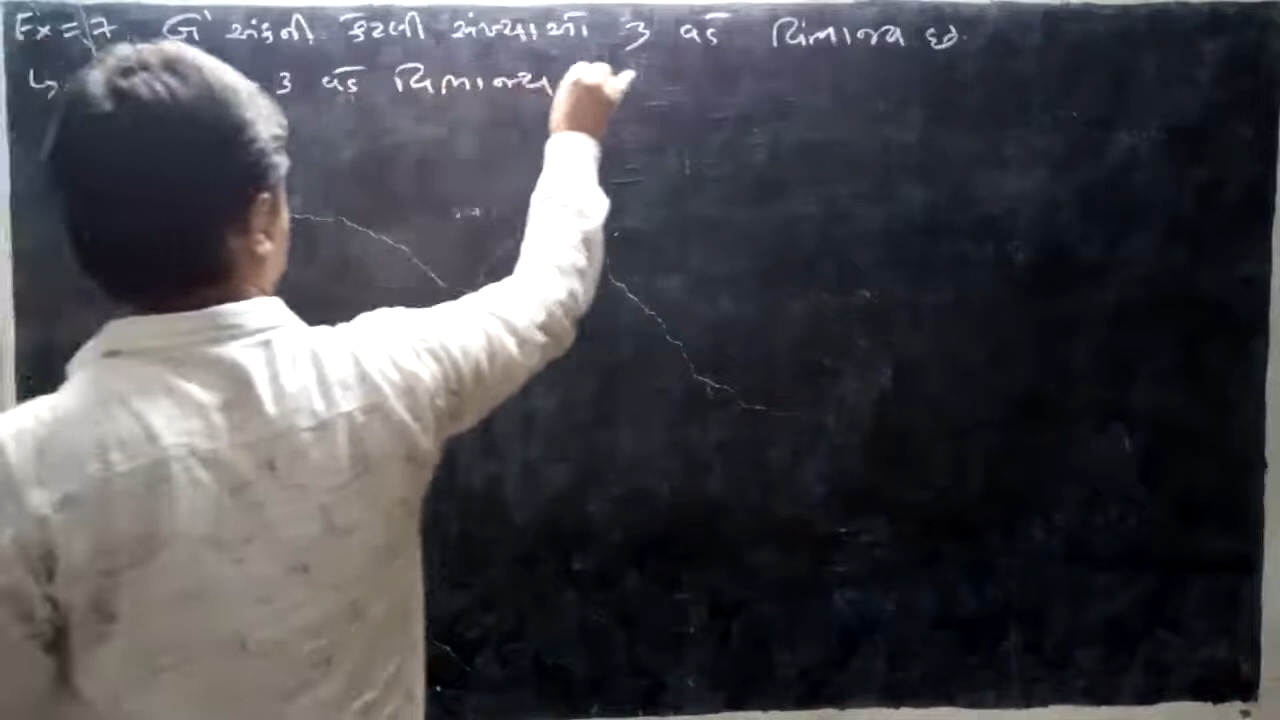 Ex = 7. બે અંકની કેટલી સંખ્યાઓ 3 વડે વિભાજ્ય છે.
↳ 3 વડે વિભાજ્ય